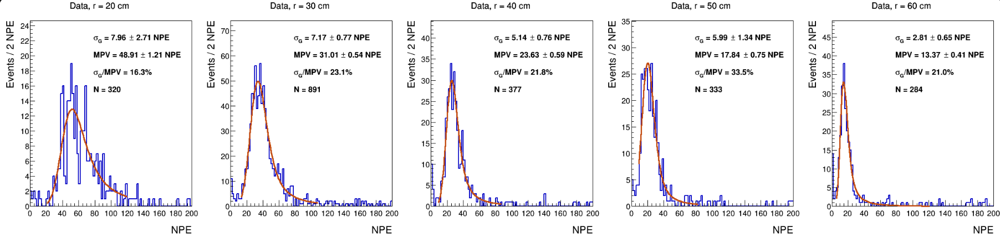 Data, r = 20 cm
Events / 2 NPE
σG = 7.96 ± 2.71 NPE
MPV = 48.91 ± 1.21 NPE
σG/MPV = 16.3%
N = 320
24
22
20
18
16
14
12
10
8
6
4
2
0
0 20 40 60 80 100 120 140 160 180 200
NPE
Data, r = 30 cm
Events / 2 NPE
σG = 7.17 ± 0.77 NPE
MPV = 31.01 ± 0.54 NPE
σG/MPV = 23.1%
N = 891
70
60
50
40
30
20
10
0
0 20 40 60 80 100 120 140 160 180 200
NPE
Data, r = 40 cm
Events / 2 NPE
σG = 5.14 ± 0.76 NPE
MPV = 23.63 ± 0.59 NPE
σG/MPV = 21.8%
N = 377
40
35
30
25
20
15
10
5
0
0 20 40 60 80 100 120 140 160 180 200
NPE
Data, r = 50 cm
Events / 2 NPE
σG = 5.99 ± 1.34 NPE
MPV = 17.84 ± 0.75 NPE
σG/MPV = 33.5%
N = 333
35
30
25
20
15
10
5
0
0 20 40 60 80 100 120 140 160 180 200
NPE
Data, r = 60 cm
Events / 2 NPE
σG = 2.81 ± 0.65 NPE
MPV = 13.37 ± 0.41 NPE
σG/MPV = 21.0%
N = 284
45
40
35
30
25
20
15
10
5
0
0 20 40 60 80 100 120 140 160 180 200
NPE